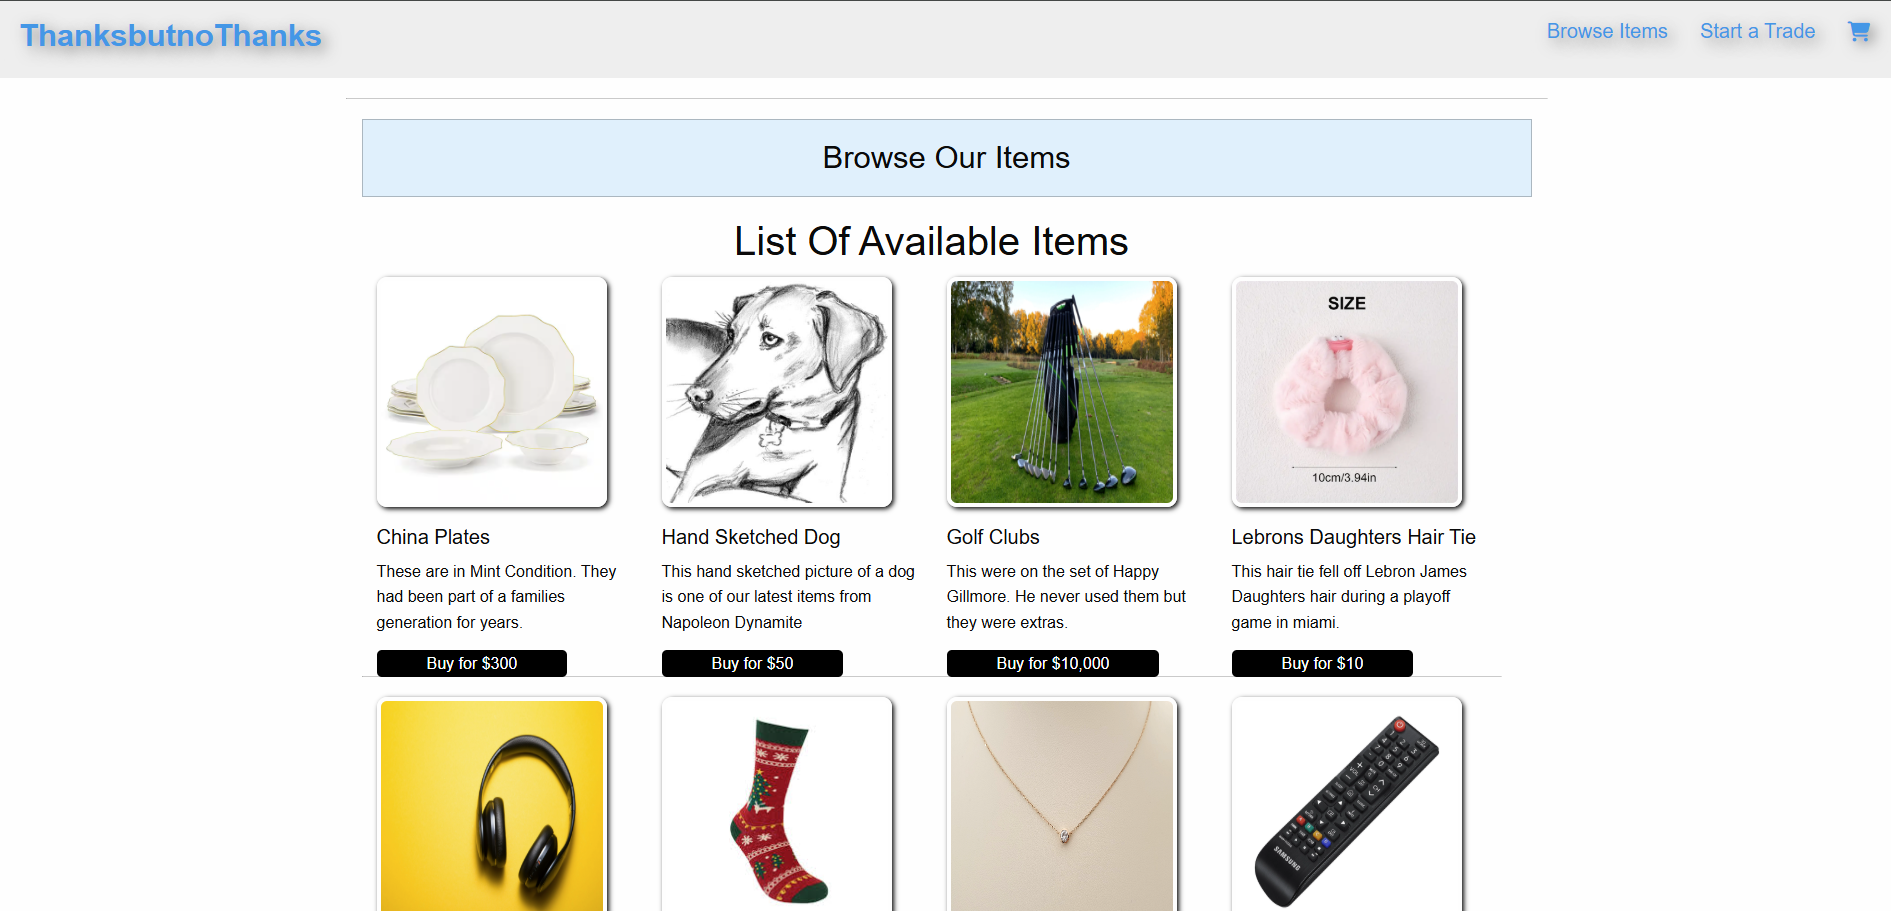 ThanksbutnoThanks
Browse Items
Start a Trade
Browse Our Items
List Of Available Items
SIZE
10cm/3.94in
China Plates
These are in Mint Condition. They
had been part of a families
generation for years.
Buy for $300
Hand Sketched Dog
This hand sketched picture of a dog
is one of our latest items from
Napoleon Dynamite
Buy for $50
Golf Clubs
This were on the set of Happy
Gillmore. He never used them but
they were extras.
Buy for $10,000
Lebrons Daughters Hair Tie
This hair tie fell off Lebron James
Daughters hair during a playoff
game in miami.
Buy for $10
SAMSUNG